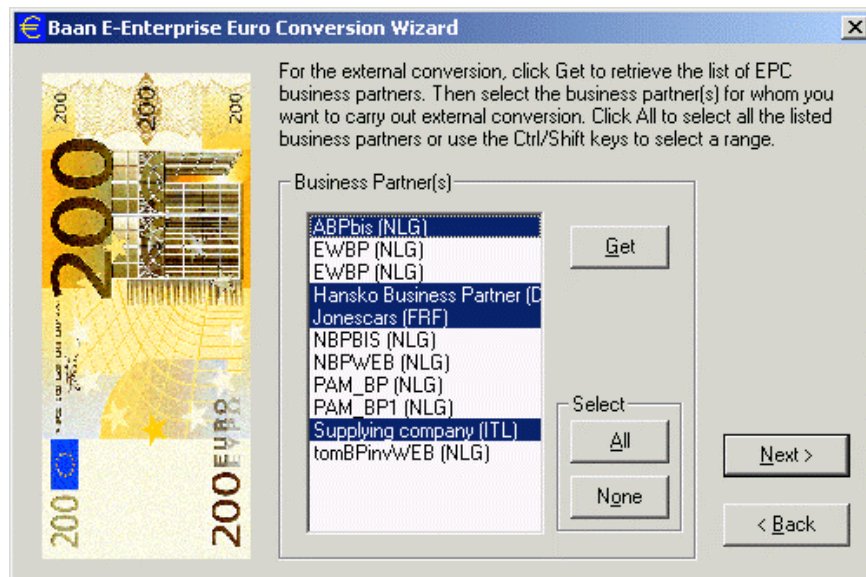 Baan E-Enterprise Euro Conversion Wizard
For the external conversion, click Get to retrieve the list of EPC
business partners. Then select the business partner(s) for whom you
want to carry out external conversion. Click All to select all the listed
business partners or use the Ctrl/Shift keys to select a range.
Business Partner(s)
ABPbis (NLG)
EWBP (NLG)
EWBP (NLG)
Hansko Business Partner (D
Jonescars (FRF)
NBPBIS (NLG)
NBPWEB (NLG)
PAM_BP (NLG)
PAM_BP1 (NLG)
Supplying company (ITL)
tomBPinvWEB (NLG)
Get
Select
All
None
Next >
< Back
200
200
200
200
200
200 EURO
ΕΥΡΩ